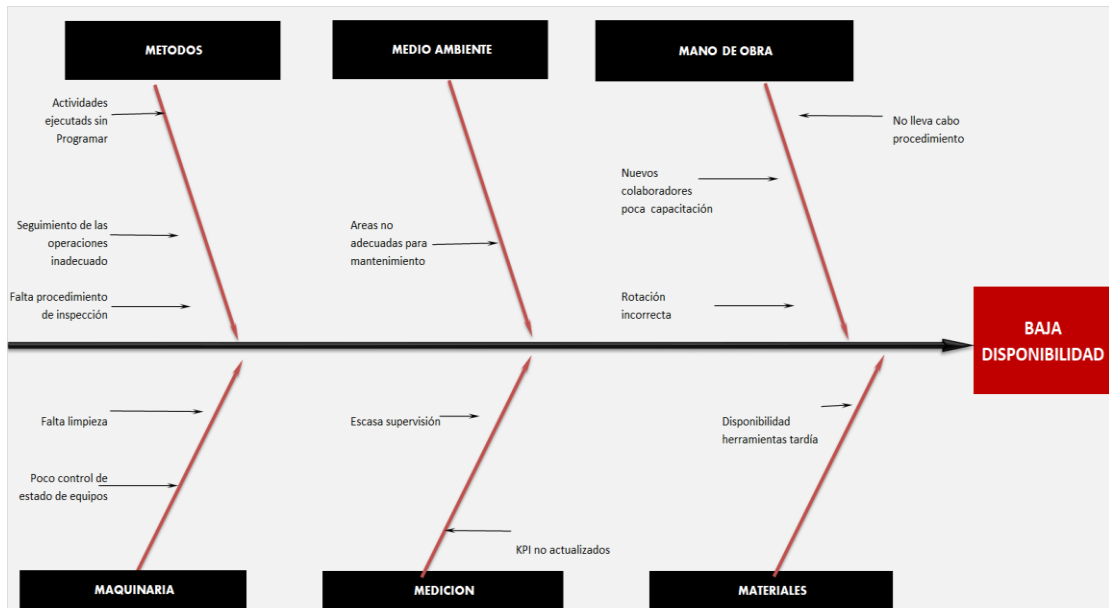 METODOS
MEDIO AMBIENTE
MANO DE OBRA
Actividades
ejecutads sin
Programar
No lleva cabo
procedimiento
Nuevos
colaboradores
poca capacitación
Seguimiento de las
operaciones
inadecuado
Areas no
adecuadas para
mantenimiento
Falta procedimiento
de inspección
Rotación
incorrecta
BAJA
DISPONIBILIDAD
Falta limpieza
Escasa supervisión
Disponibilidad
herramientas tardía
Poco control de
estado de equipos
KPI no actualizados
MAQUINARIA
MEDICION
MATERIALES